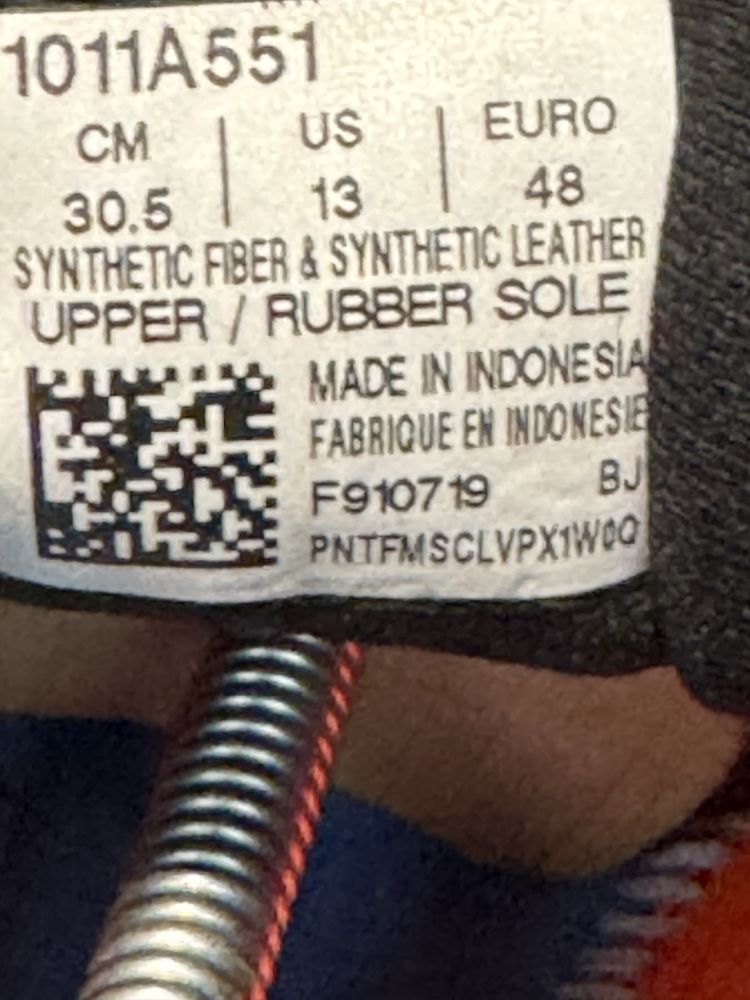 1011A551
CM | US | EURO
30.5 | 13 | 48
SYNTHETIC FIBER & SYNTHETIC LEATHER
UPPER / RUBBER SOLE
MADE IN INDONESIA
FABRIQUE EN INDONESIE
F910719 BJ
PNTFMSCLVPX1W0Q